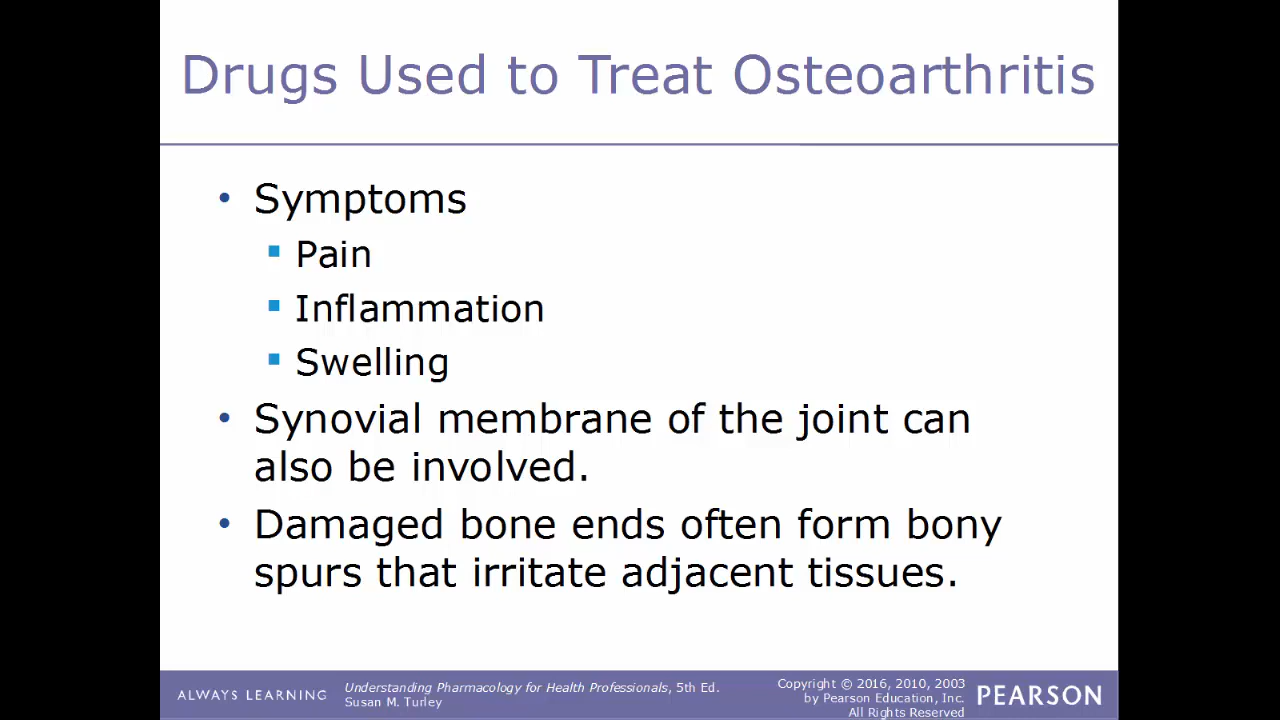 Drugs Used to Treat Osteoarthritis
• Symptoms
▪ Pain
▪ Inflammation
▪ Swelling
• Synovial membrane of the joint can
also be involved.
• Damaged bone ends often form bony
spurs that irritate adjacent tissues.
ALWAYS LEARNING
Understanding Pharmacology for Health Professionals, 5th Ed.
Susan M. Turley
Copyright © 2016, 2010, 2003
by Pearson Education, Inc.
All Rights Reserved
PEARSON